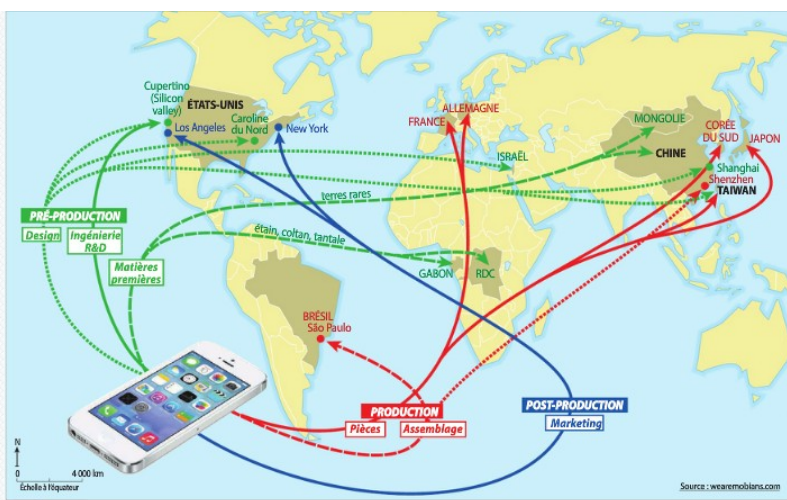 Cupertino
(Silicon
valley)
ÉTATS-UNIS
Los Angeles
Caroline
du Nord
New York
ALLEMAGNE
FRANCE
ISRAËL
MONGOLIE
CORÉE
DU SUD
JAPON
CHINE
Shanghai
Shenzhen
TAIWAN
terres rares
PRÉ-PRODUCTION
Design
Ingénierie
R&D
Matières
premières
étain, coltan, tantale
GABON
RDC
BRÉSIL
São Paulo
PRODUCTION
Pièces
Assemblage
POST-PRODUCTION
Marketing
N
0
4 000 km
Échelle à l'équateur
Source : wearemobians.com